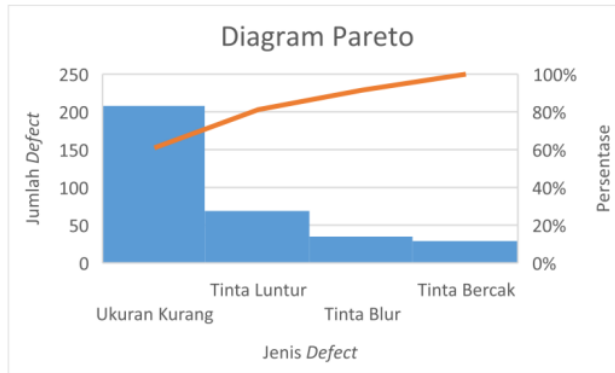 Diagram Pareto
250
200
150
100
50
0
Jumlah Defect
100%
80%
60%
40%
20%
0%
Persentase
Tinta Luntur Tinta Bercak
Ukuran Kurang Tinta Blur
Jenis Defect